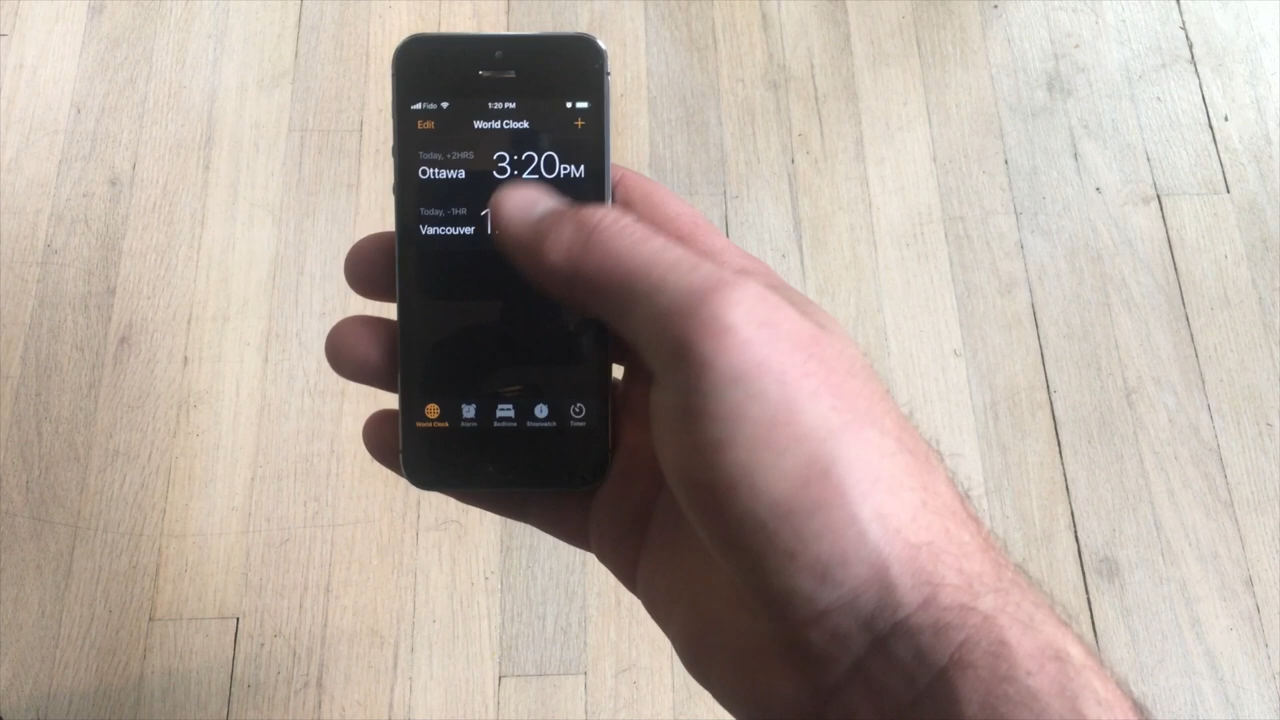 Fido 1:20 PM
Edit World Clock +
Today, +2HRS
Ottawa 3:20PM
Today, -1HR
Vancouver 1
World Clock Alarm Bedtime Stopwatch Timer